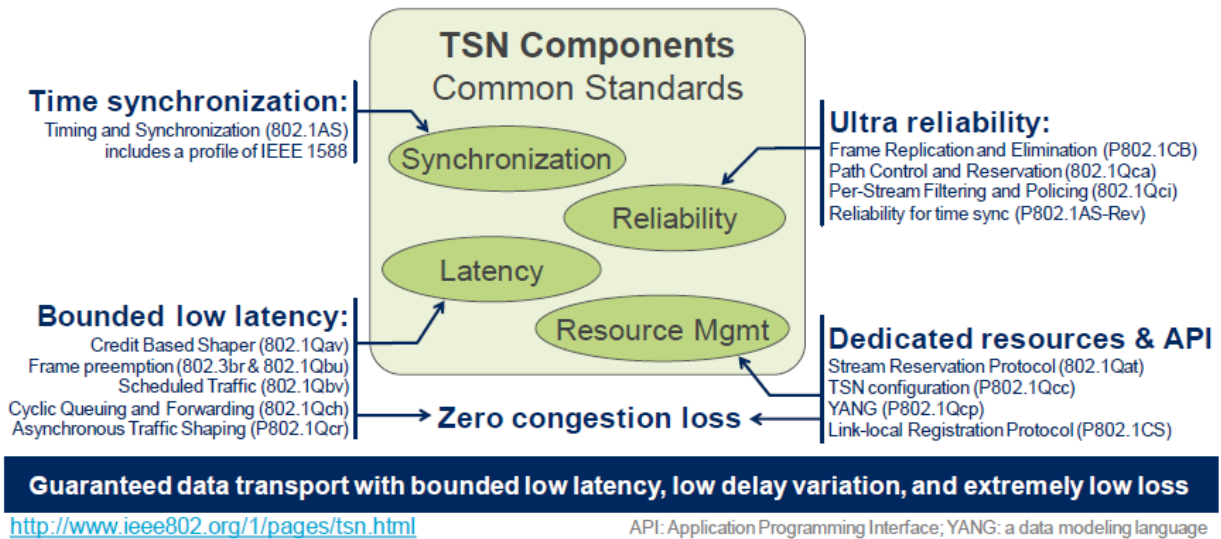 TSN Components
Common Standards
Time synchronization:
Timing and Synchronization (802.1AS)
includes a profile of IEEE 1588
Synchronization
Reliability
Latency
Resource Mgmt
Ultra reliability:
Frame Replication and Elimination (P802.1CB)
Path Control and Reservation (802.1Qca)
Per-Stream Filtering and Policing (802.1Qci)
Reliability for time sync (P802.1AS-Rev)
Bounded low latency:
Credit Based Shaper (802.1Qav)
Frame preemption (802.3br & 802.1Qbu)
Scheduled Traffic (802.1Qbv)
Cyclic Queuing and Forwarding (802.1Qch)
Asynchronous Traffic Shaping (P802.1Qcr)
Dedicated resources & API
Stream Reservation Protocol (802.1Qat)
TSN configuration (P802.1Qcc)
YANG (P802.1Qcp)
Link-local Registration Protocol (P802.1CS)
Zero congestion loss
Guaranteed data transport with bounded low latency, low delay variation, and extremely low loss
http://www.ieee802.org/1/pages/tsn.html
API: Application Programming Interface; YANG: a data modeling language